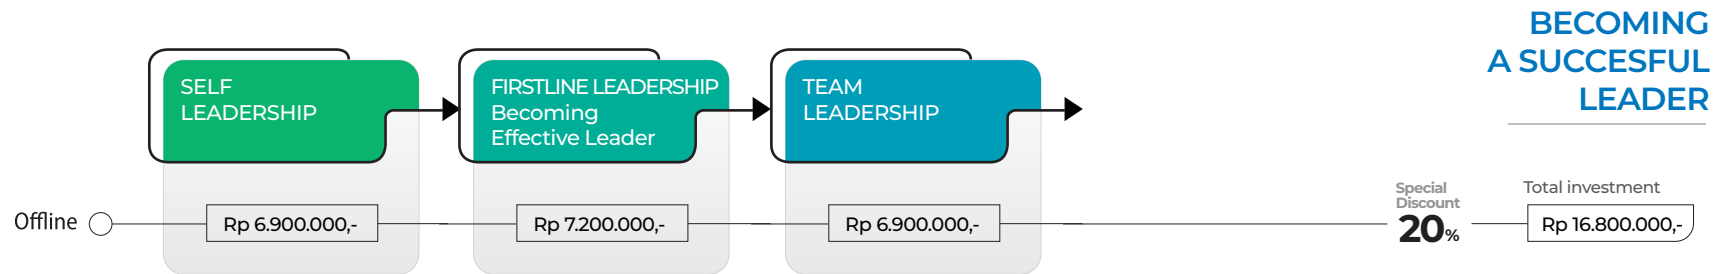 BECOMING
A SUCCESFUL
LEADER
SELF
LEADERSHIP
FIRSTLINE LEADERSHIP
Becoming
Effective Leader
TEAM
LEADERSHIP
Offline
Rp 6.900.000,-
Rp 7.200.000,-
Rp 6.900.000,-
Special
Discount
20%
Total investment
Rp 16.800.000,-